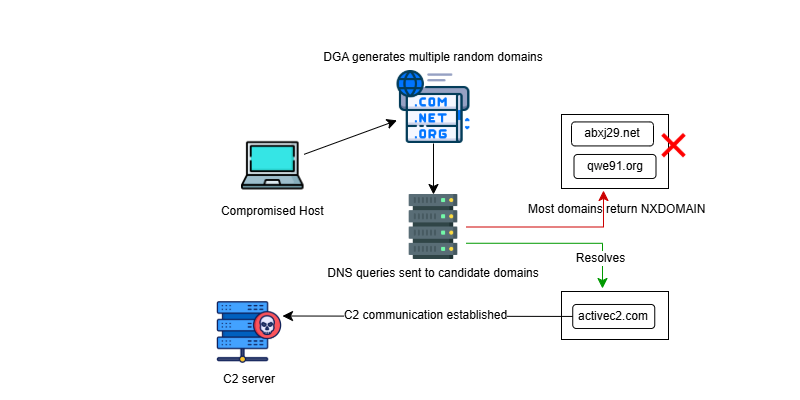 DGA generates multiple random domains
.COM
.NET
.ORG
abxj29.net
qwe91.org
Compromised Host
Most domains return NXDOMAIN
DNS queries sent to candidate domains
Resolves
C2 communication established
activec2.com
C2 server